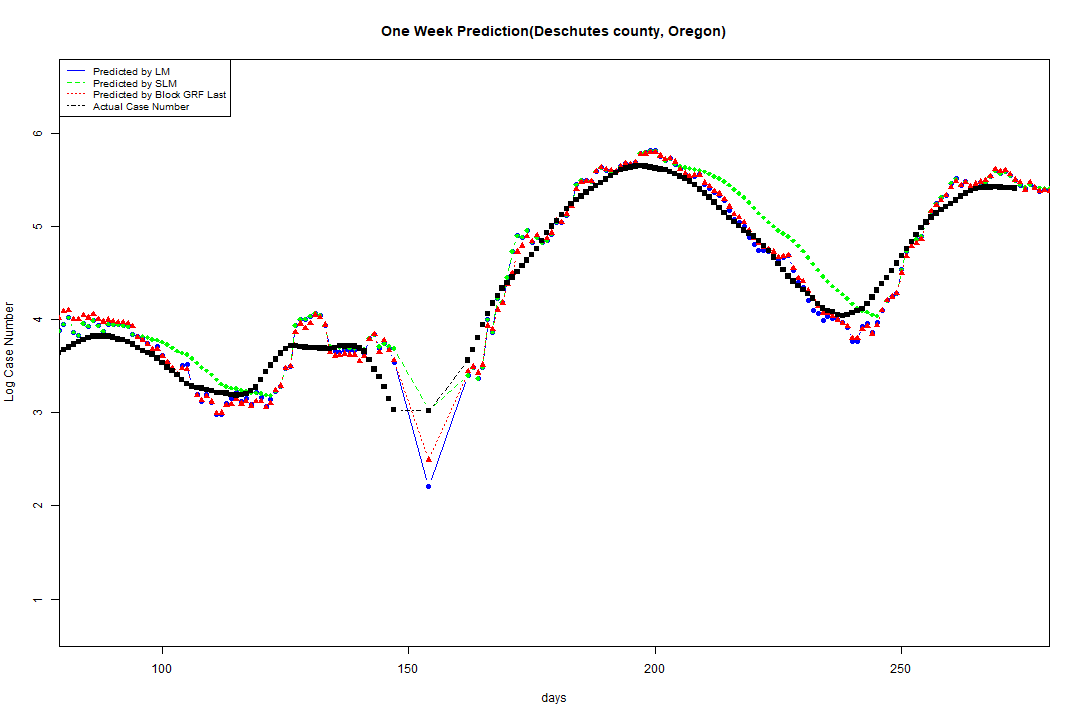 One Week Prediction(Deschutes county, Oregon)
Predicted by LM
Predicted by SLM
Predicted by Block GRF Last
Actual Case Number
Log Case Number
6
5
4
3
2
1
100 150 200 250
days